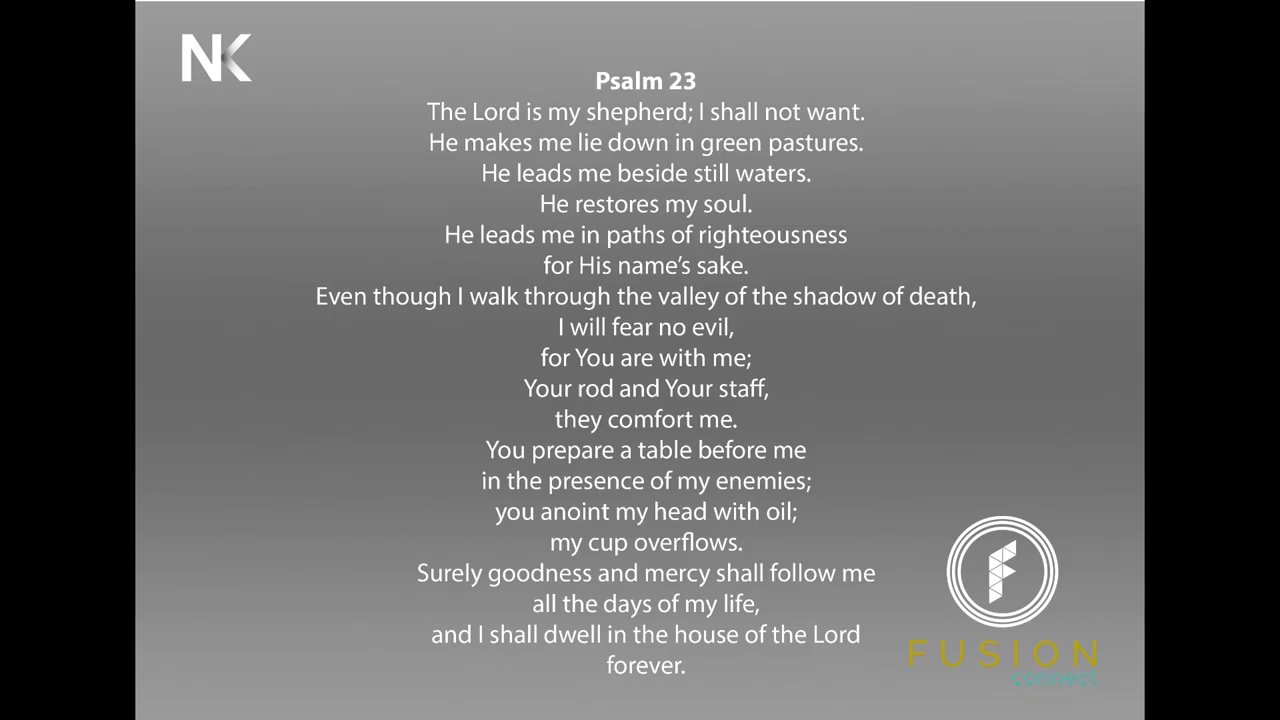 NK
Psalm 23
The Lord is my shepherd; I shall not want.
He makes me lie down in green pastures.
He leads me beside still waters.
He restores my soul.
He leads me in paths of righteousness
for His name’s sake.
Even though I walk through the valley of the shadow of death,
I will fear no evil,
for You are with me;
Your rod and Your staff,
they comfort me.
You prepare a table before me
in the presence of my enemies;
you anoint my head with oil;
my cup overflows.
Surely goodness and mercy shall follow me
all the days of my life,
and I shall dwell in the house of the Lord
forever.
F
FUSION
connect